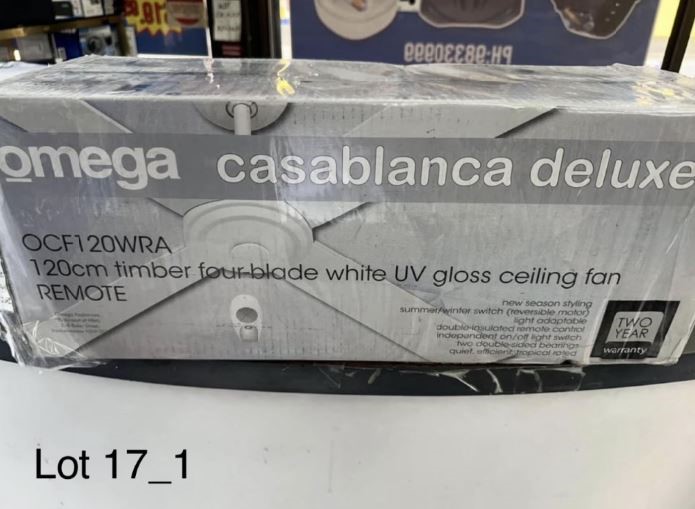 PH:98330999
omega casablanca deluxe
OCF120WRA
120cm timber four-blade white UV gloss ceiling fan
REMOTE
new season styling
summer/winter switch (reversible motor)
light adaptable
double-insulated remote control
independent on/off light switch
two double-sided bearings
quiet, efficient, tropical rated
TWO
YEAR
warranty
Lot 17_1